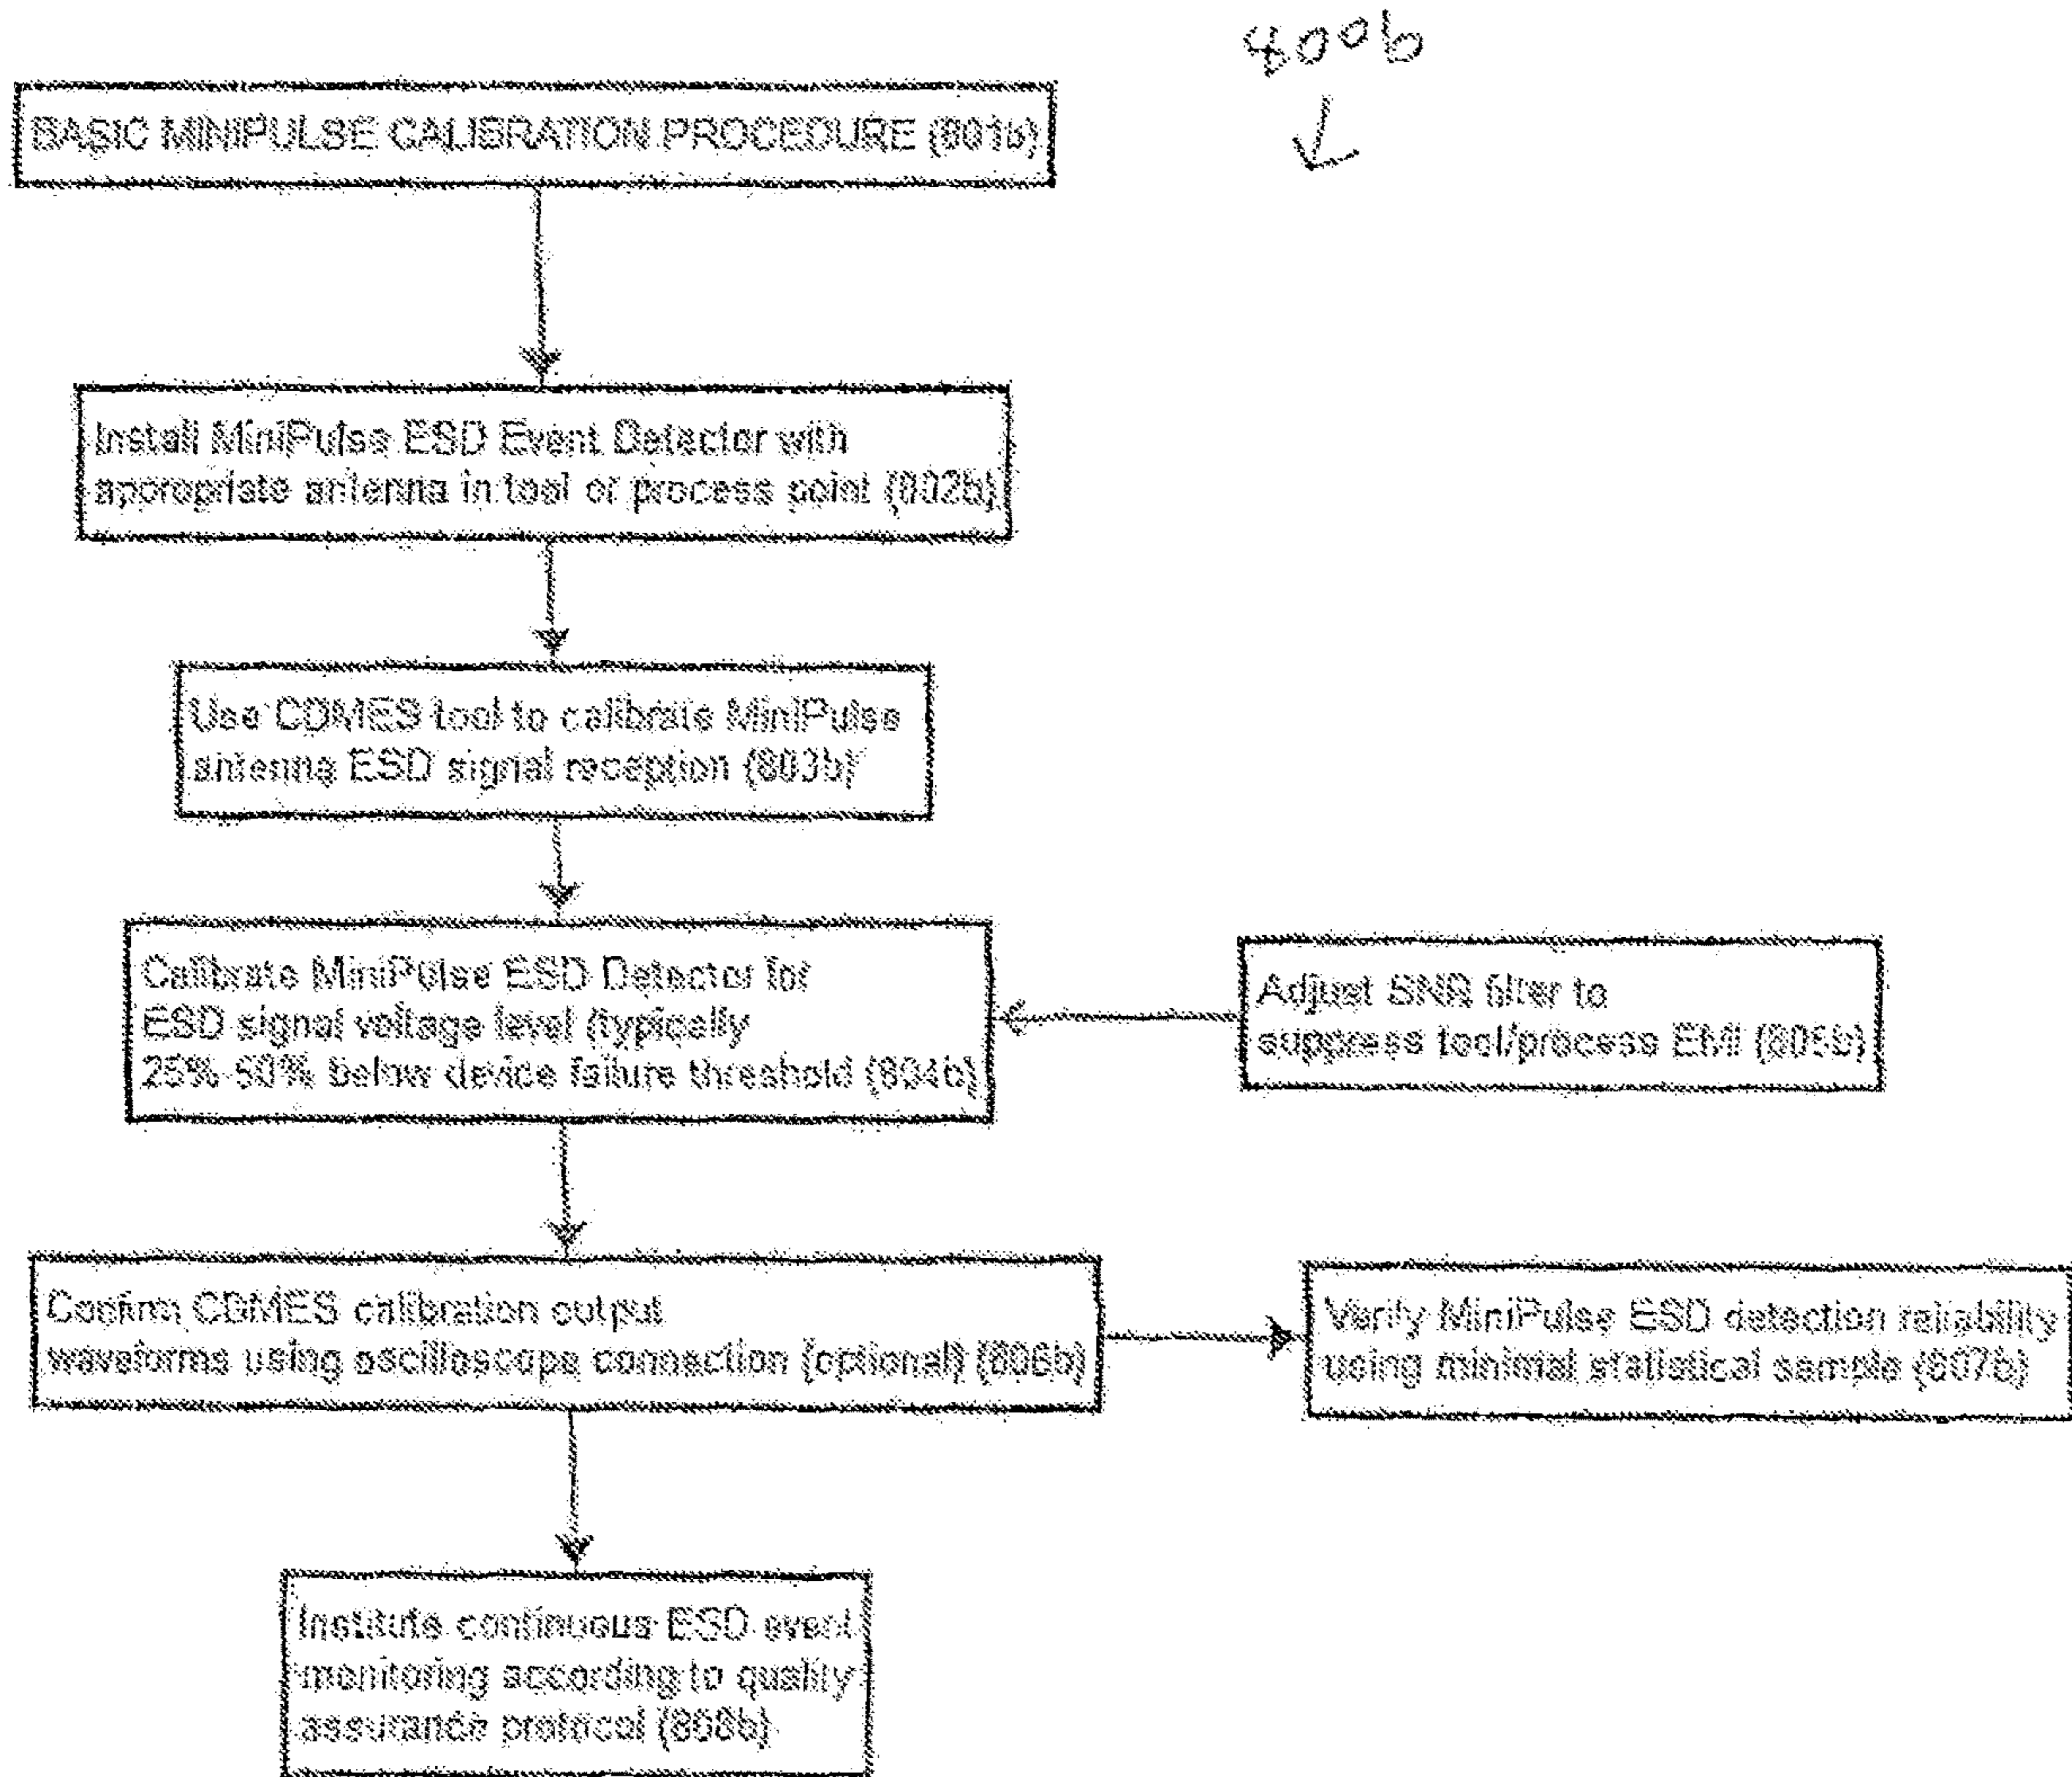 800b
BASIC MINIPULSE CALIBRATION PROCEDURE (801b)
Install MiniPulse ESD Event Detector with
appropriate antenna in tool or process point (802b)
Use CDMES tool to calibrate MiniPulse
antenna ESD signal reception (803b)
Calibrate MiniPulse ESD Detector for
ESD signal voltage level (typically
25%-50% below device failure threshold (804b)
Adjust SNR filter to
suppress tool/process EMI (805b)
Confirm CDMES calibration output
waveforms using oscilloscope connection (optional) (806b)
Verify MiniPulse ESD detection reliability
using minimal statistical sample (807b)
Institute continuous ESD event
monitoring according to quality
assurance protocol (808b)